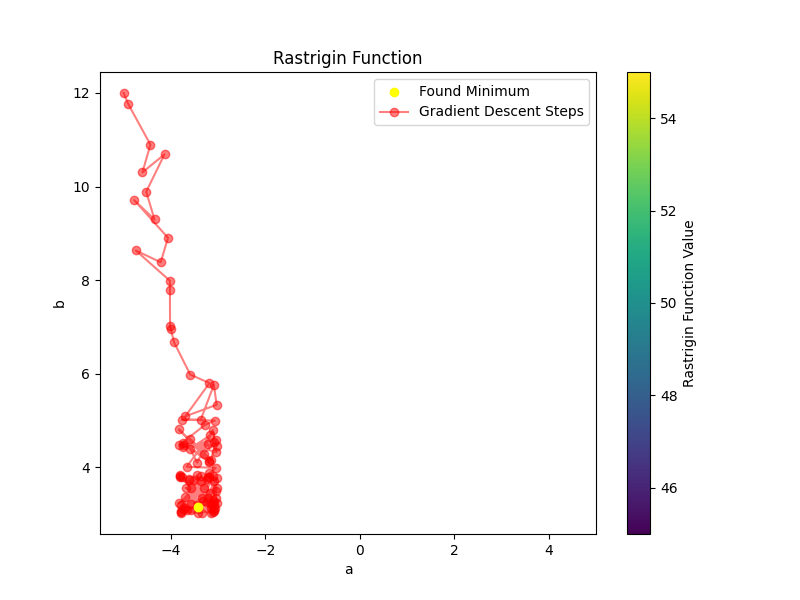 Rastrigin Function
Found Minimum
Gradient Descent Steps
12
10
8
6
4
b
−4
−2
0
2
4
a
54
52
50
48
46
Rastrigin Function Value